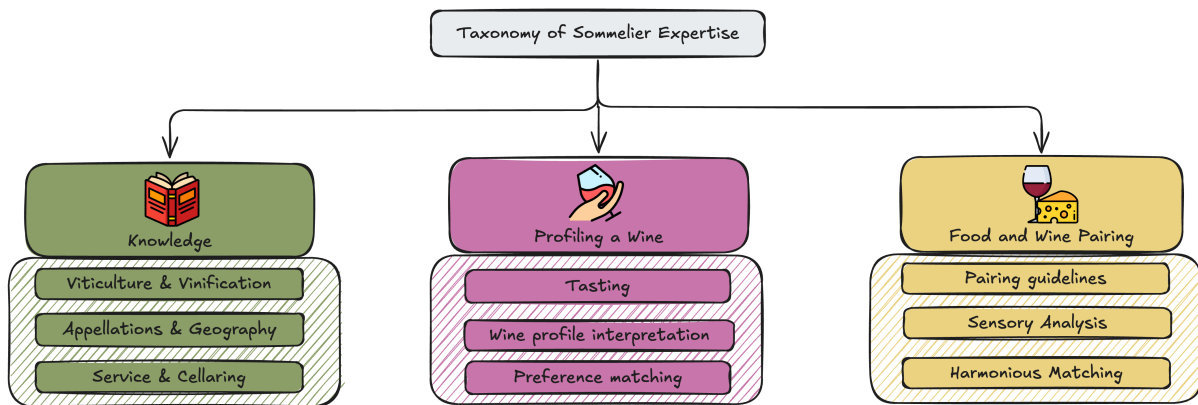 Taxonomy of Sommelier Expertise
Knowledge
Viticulture & Vinification
Appellations & Geography
Service & Cellaring
Profiling a Wine
Tasting
Wine profile interpretation
Preference matching
Food and Wine Pairing
Pairing guidelines
Sensory Analysis
Harmonious Matching